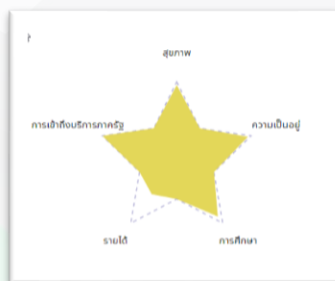 สุขภาพ
การเข้าถึงบริการภาครัฐ
ความเป็นอยู่
รายได้
การศึกษา